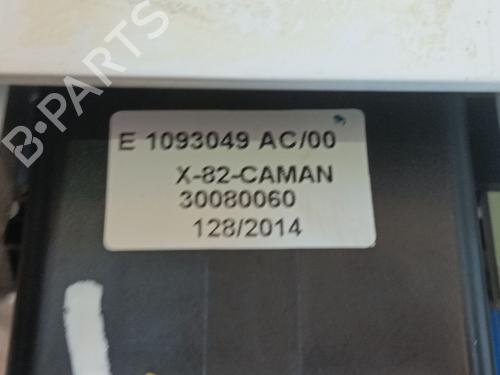 B-PARTS
E 1093049 AC/00
X-82-CAMAN
30080060
128/2014